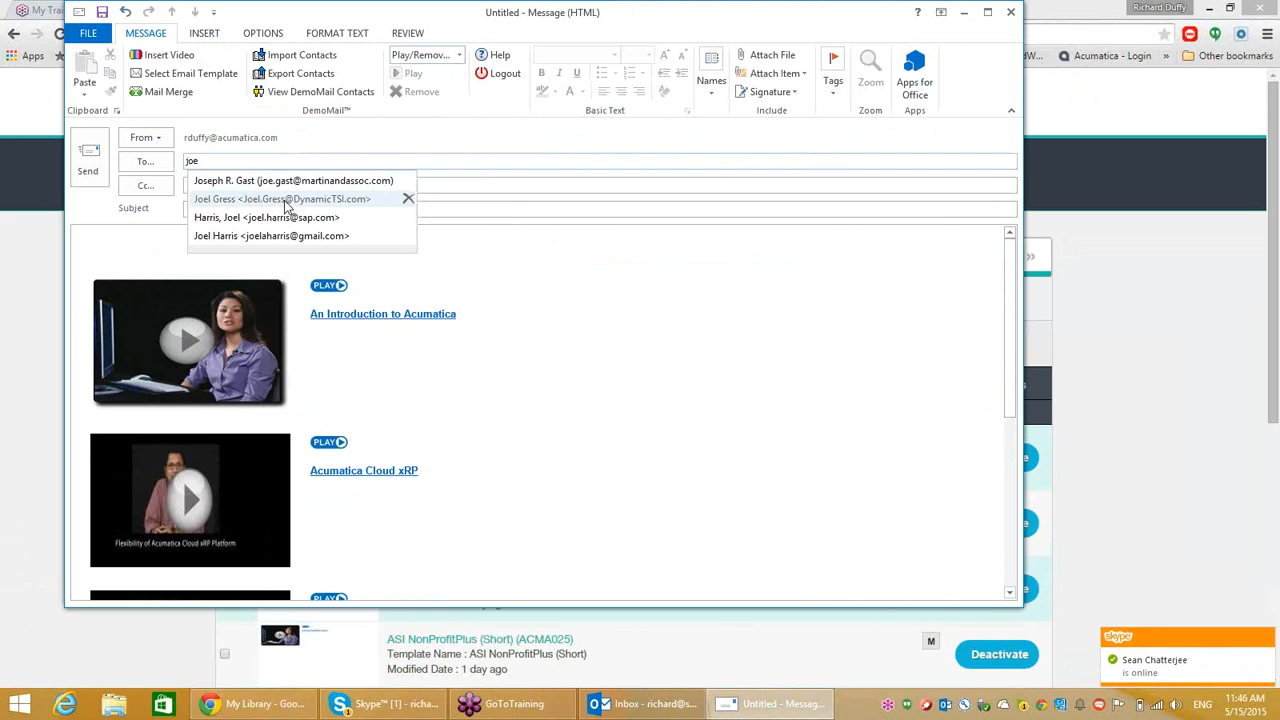 My Tra
Untitled - Message (HTML)
Richard Duffy
FILE MESSAGE INSERT OPTIONS FORMAT TEXT REVIEW
Apps
Acumatica - Login
Other bookmarks
Paste
Insert Video
Select Email Template
Mail Merge
Import Contacts
Export Contacts
View DemoMail Contacts
Play/Remov...
Play
Remove
Help
Logout
B I U
A A
Names
Attach File
Attach Item
Signature
Tags
Zoom
Apps for
Office
Clipboard DemoMail™ Basic Text Include Zoom Apps
Send
From rduffy@acumatica.com
To... joe
Cc...
Subject
Joseph R. Gast (joe.gast@martinandassoc.com)
Joel Gress <Joel.Gress@DynamicTSI.com>
Harris, Joel <joel.harris@sap.com>
Joel Harris <joelaharris@gmail.com>
PLAY
An Introduction to Acumatica
PLAY
Acumatica Cloud xRP
Flexibility of Acumatica Cloud xRP Platform
PLAY
ASI NonProfitPlus (Short) (ACMA025)
Template Name : ASI NonProfitPlus (Short)
Modified Date : 1 day ago
M
Deactivate
skype
Sean Chatterjee
is online
My Library - Goo...
Skype™ [1] - richa...
GoToTraining
Inbox - richard@s...
Untitled - Messag...
11:46 AM
5/15/2015